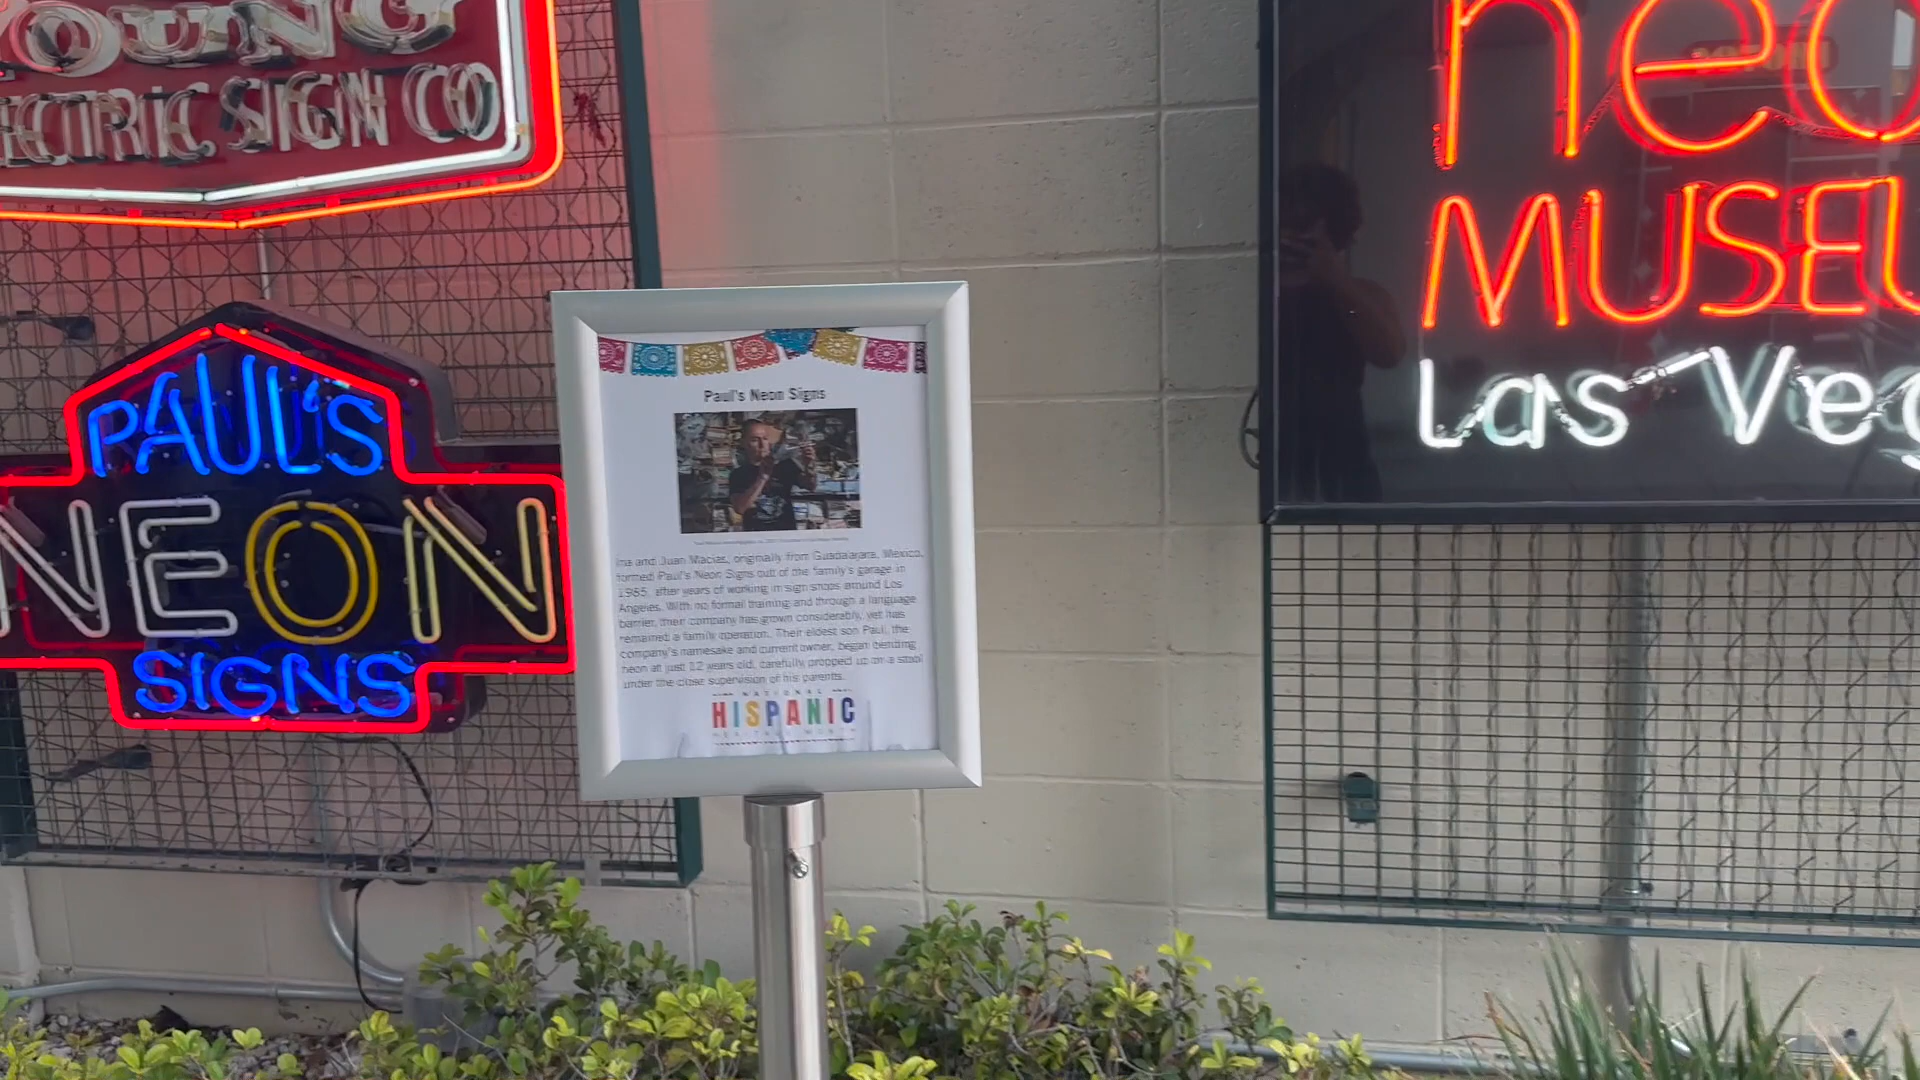 OUNG
ECTRIC SIGN CO
PAUL'S
NEON
SIGNS
Paul's Neon Signs
Ina and Juan Macias, originally from Guadalajara, Mexico,
formed Paul's Neon Signs out of the family's garage in
1985, after years of working in sign shops around Los
Angeles. With no formal training and through a language
barrier, their company has grown considerably, yet has
remained a family operation. Their eldest son Paul, the
company's namesake and current owner, began bending
neon at just 12 years old, carefully propped up on a stool
under the close supervision of his parents.
NATIONAL
HISPANIC
HERITAGE MONTH
neo
MUSEU
Las Veg